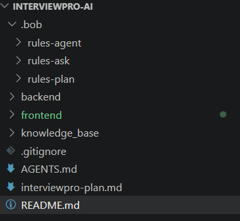 INTERVIEWPRO-AI
.bob
rules-agent
rules-ask
rules-plan
backend
frontend
knowledge_base
.gitignore
AGENTS.md
interviewpro-plan.md
README.md